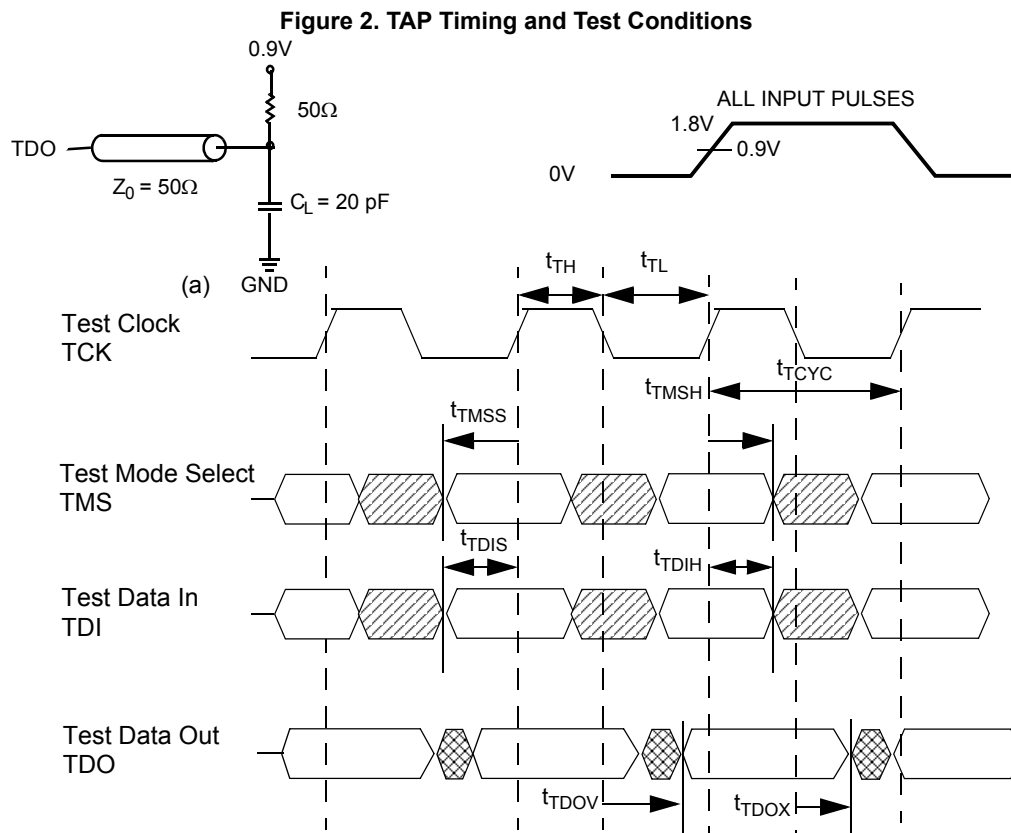 Figure 2. TAP Timing and Test Conditions
0.9V
50Ω
TDO
Z0 = 50Ω
CL = 20 pF
(a)
GND
ALL INPUT PULSES
1.8V
0.9V
0V
tTH
tTL
Test Clock
TCK
tTCYC
tTMSH
tTMSS
Test Mode Select
TMS
tTDIS
tTDIH
Test Data In
TDI
Test Data Out
TDO
tTDOV
tTDOX